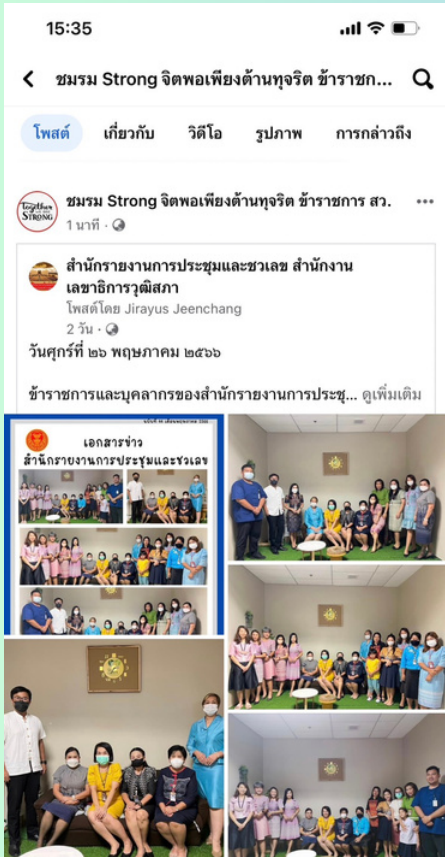 15:35
ชมรม Strong จิตพอเพียงต้านทุจริต ข้าราชก...
โพสต์ เกี่ยวกับ วิดีโอ รูปภาพ การกล่าวถึง
Together
STRONG
ชมรม Strong จิตพอเพียงต้านทุจริต ข้าราชการ สว.
1 นาที ·
สำนักรายงานการประชุมและชวเลข สำนักงาน
เลขาธิการวุฒิสภา
โพสต์โดย Jirayus Jeenchang
2 วัน ·
วันศุกร์ที่ ๒๖ พฤษภาคม ๒๕๖๖
ข้าราชการและบุคลากรของสำนักรายงานการประชุ... ดูเพิ่มเติม
เอกสารข่าว
สำนักรายงานการประชุมและชวเลข